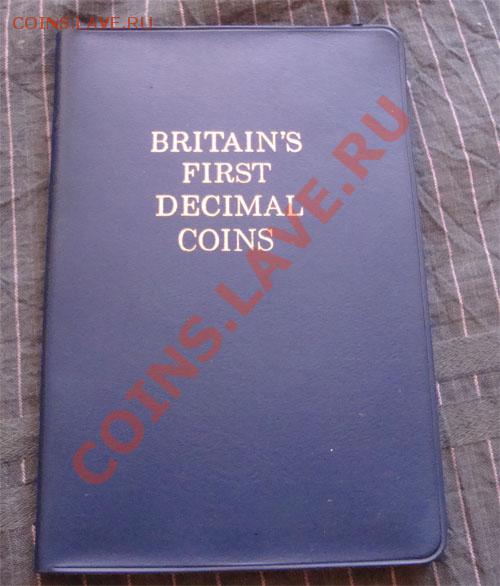 COINS.LAVE.RU
BRITAIN'S
FIRST
DECIMAL
COINS
COINS.LAVE.RU